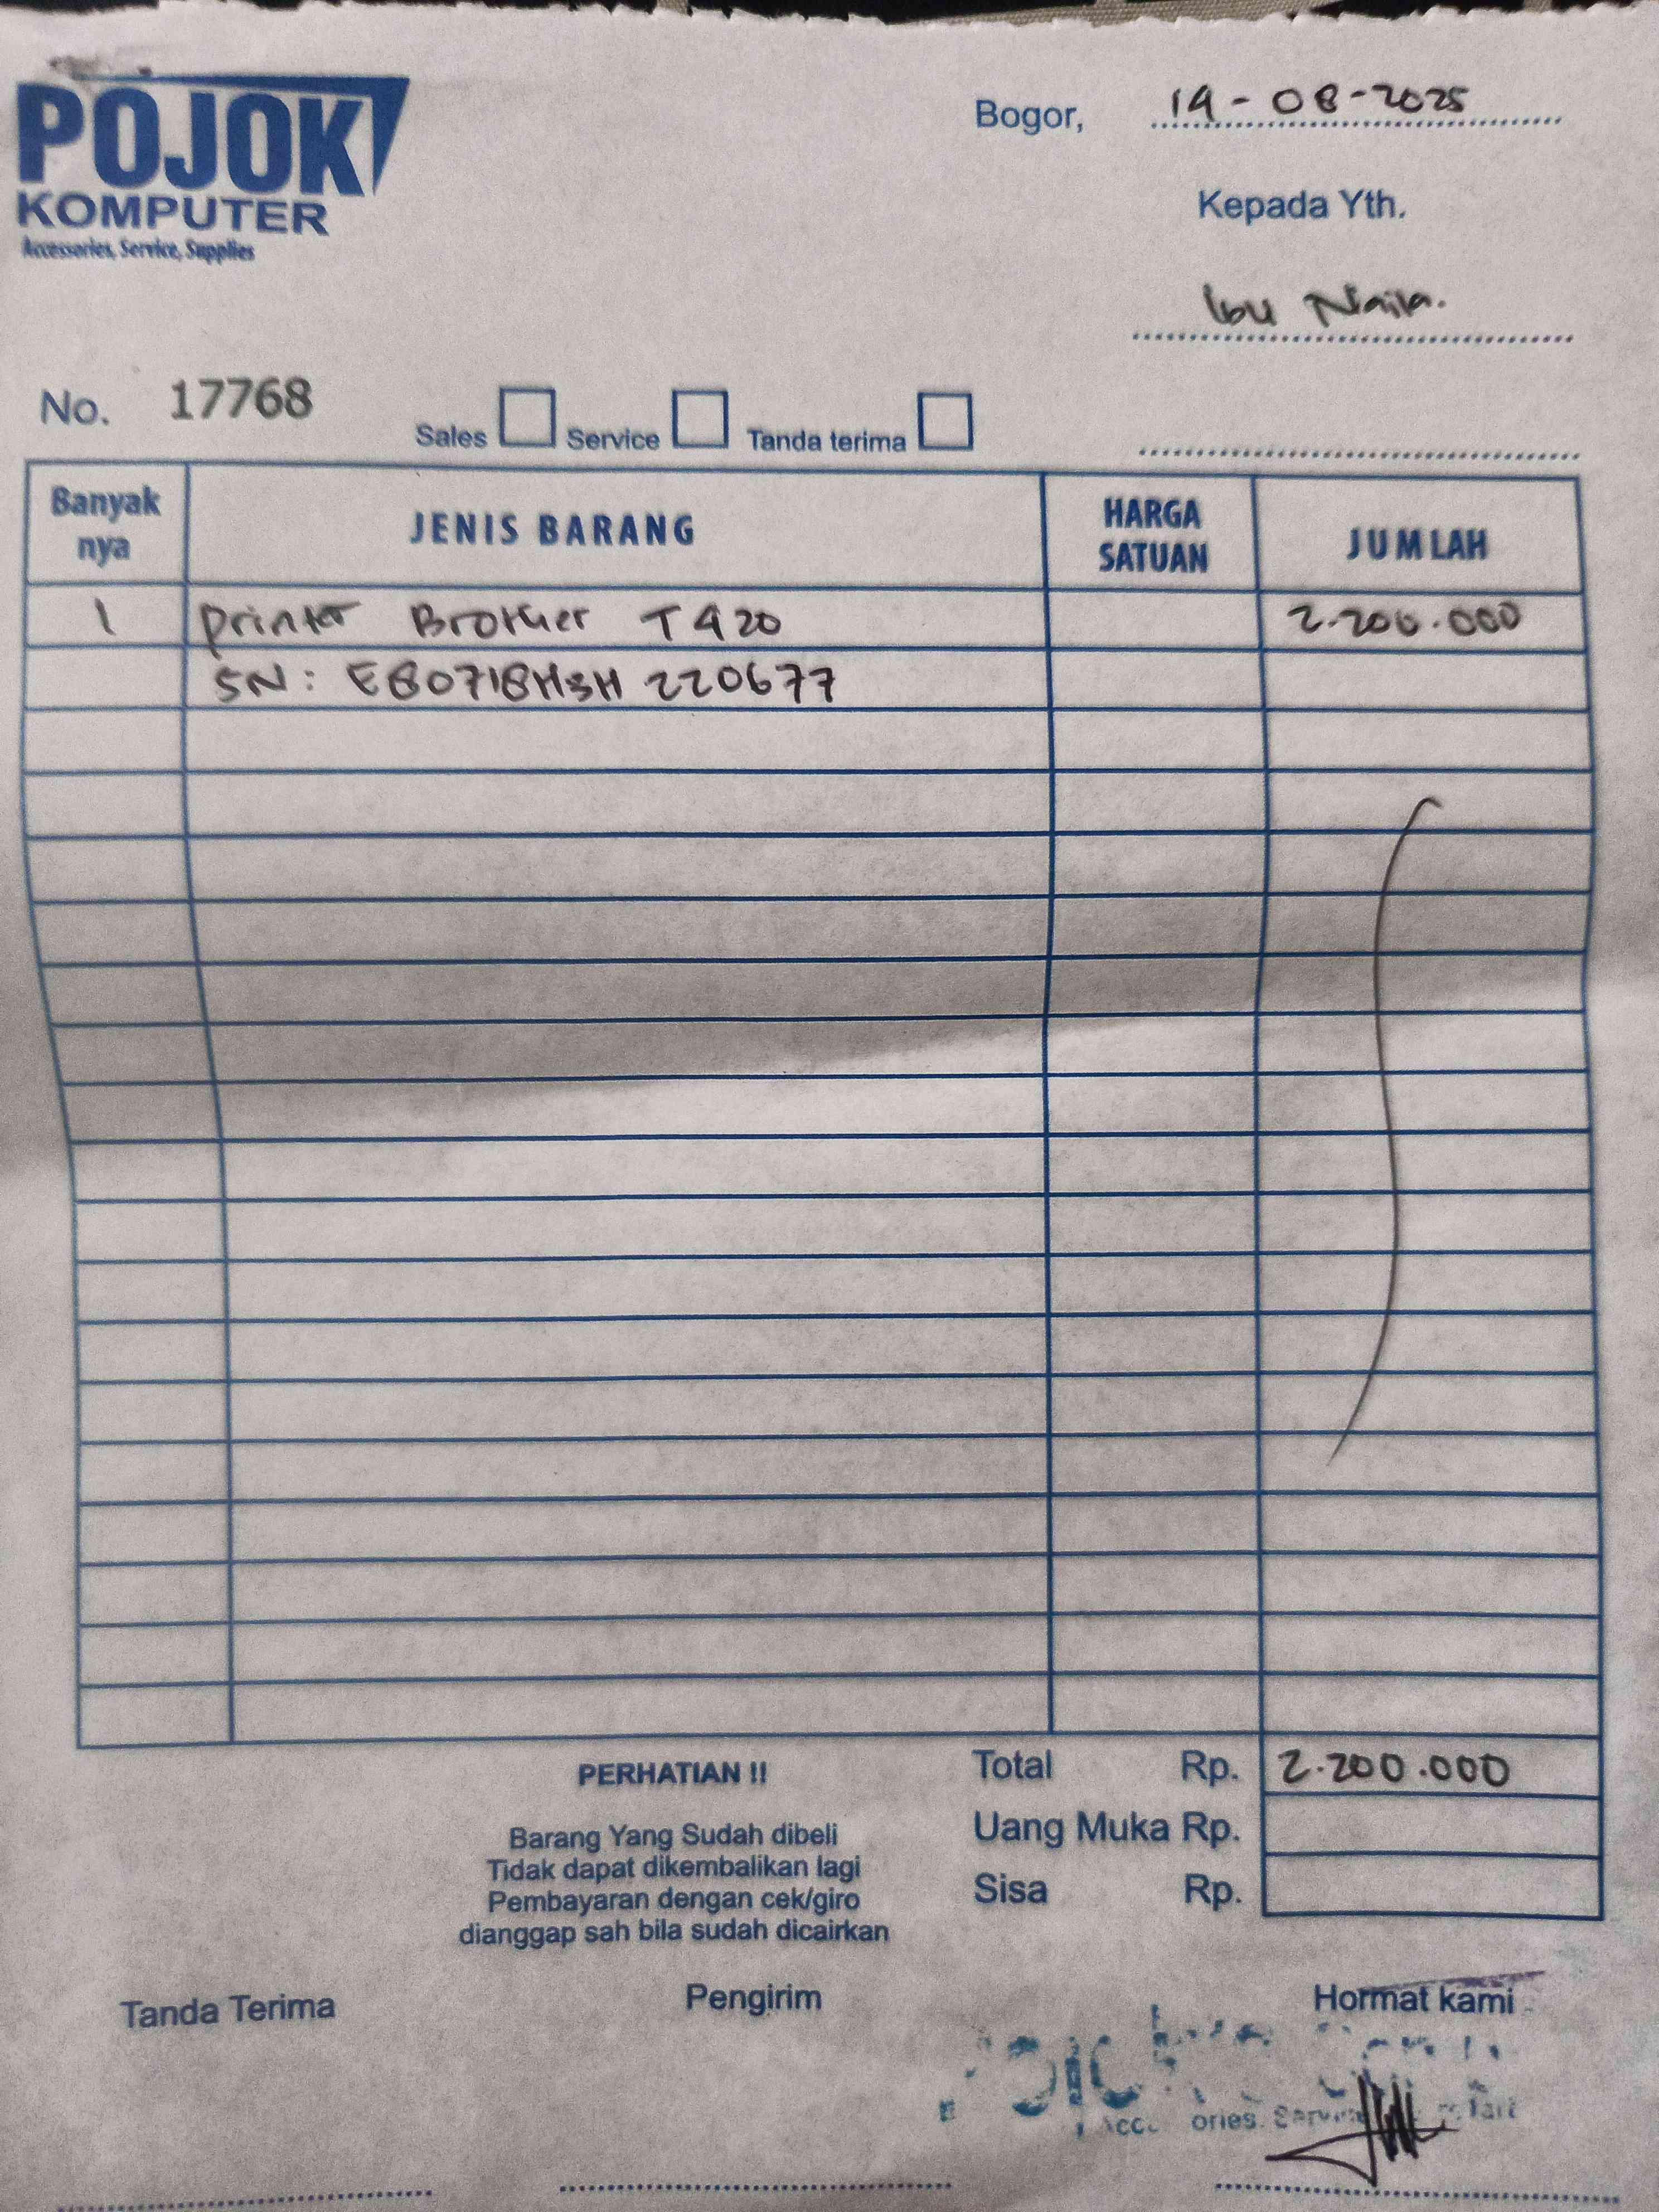 POJOK
KOMPUTER
Accessories, Service, Supplies
Bogor, 19-08-2025
Kepada Yth.
Ibu Naila.
No. 17768
Sales Service Tanda terima
Banyak nya JENIS BARANG HARGA SATUAN JUMLAH
1 Printer Brother T420 2.200.000
SN: E80718H3H220677
Total Rp. 2.200.000
Uang Muka Rp.
Sisa Rp.
PERHATIAN !!
Barang Yang Sudah dibeli
Tidak dapat dikembalikan lagi
Pembayaran dengan cek/giro
dianggap sah bila sudah dicairkan
Tanda Terima Pengirim Hormat kami